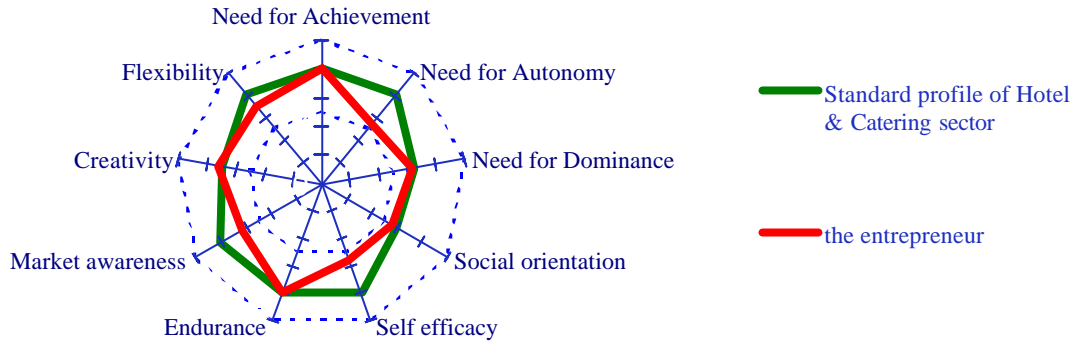 Need for Achievement
Flexibility
Need for Autonomy
Standard profile of Hotel
& Catering sector
Creativity
Need for Dominance
the entrepreneur
Market awareness
Social orientation
Endurance
Self efficacy